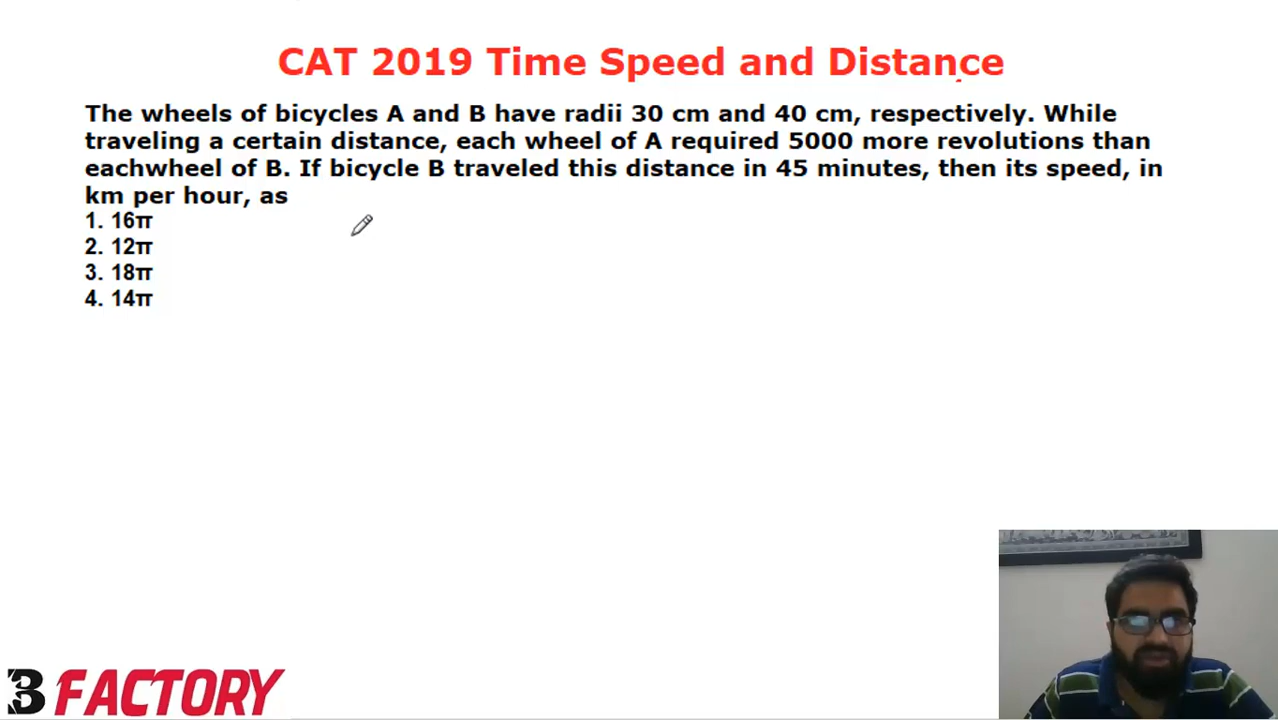 CAT 2019 Time Speed and Distance
The wheels of bicycles A and B have radii 30 cm and 40 cm, respectively. While
traveling a certain distance, each wheel of A required 5000 more revolutions than
eachwheel of B. If bicycle B traveled this distance in 45 minutes, then its speed, in
km per hour, as
1. 16π
2. 12π
3. 18π
4. 14π
3 FACTORY